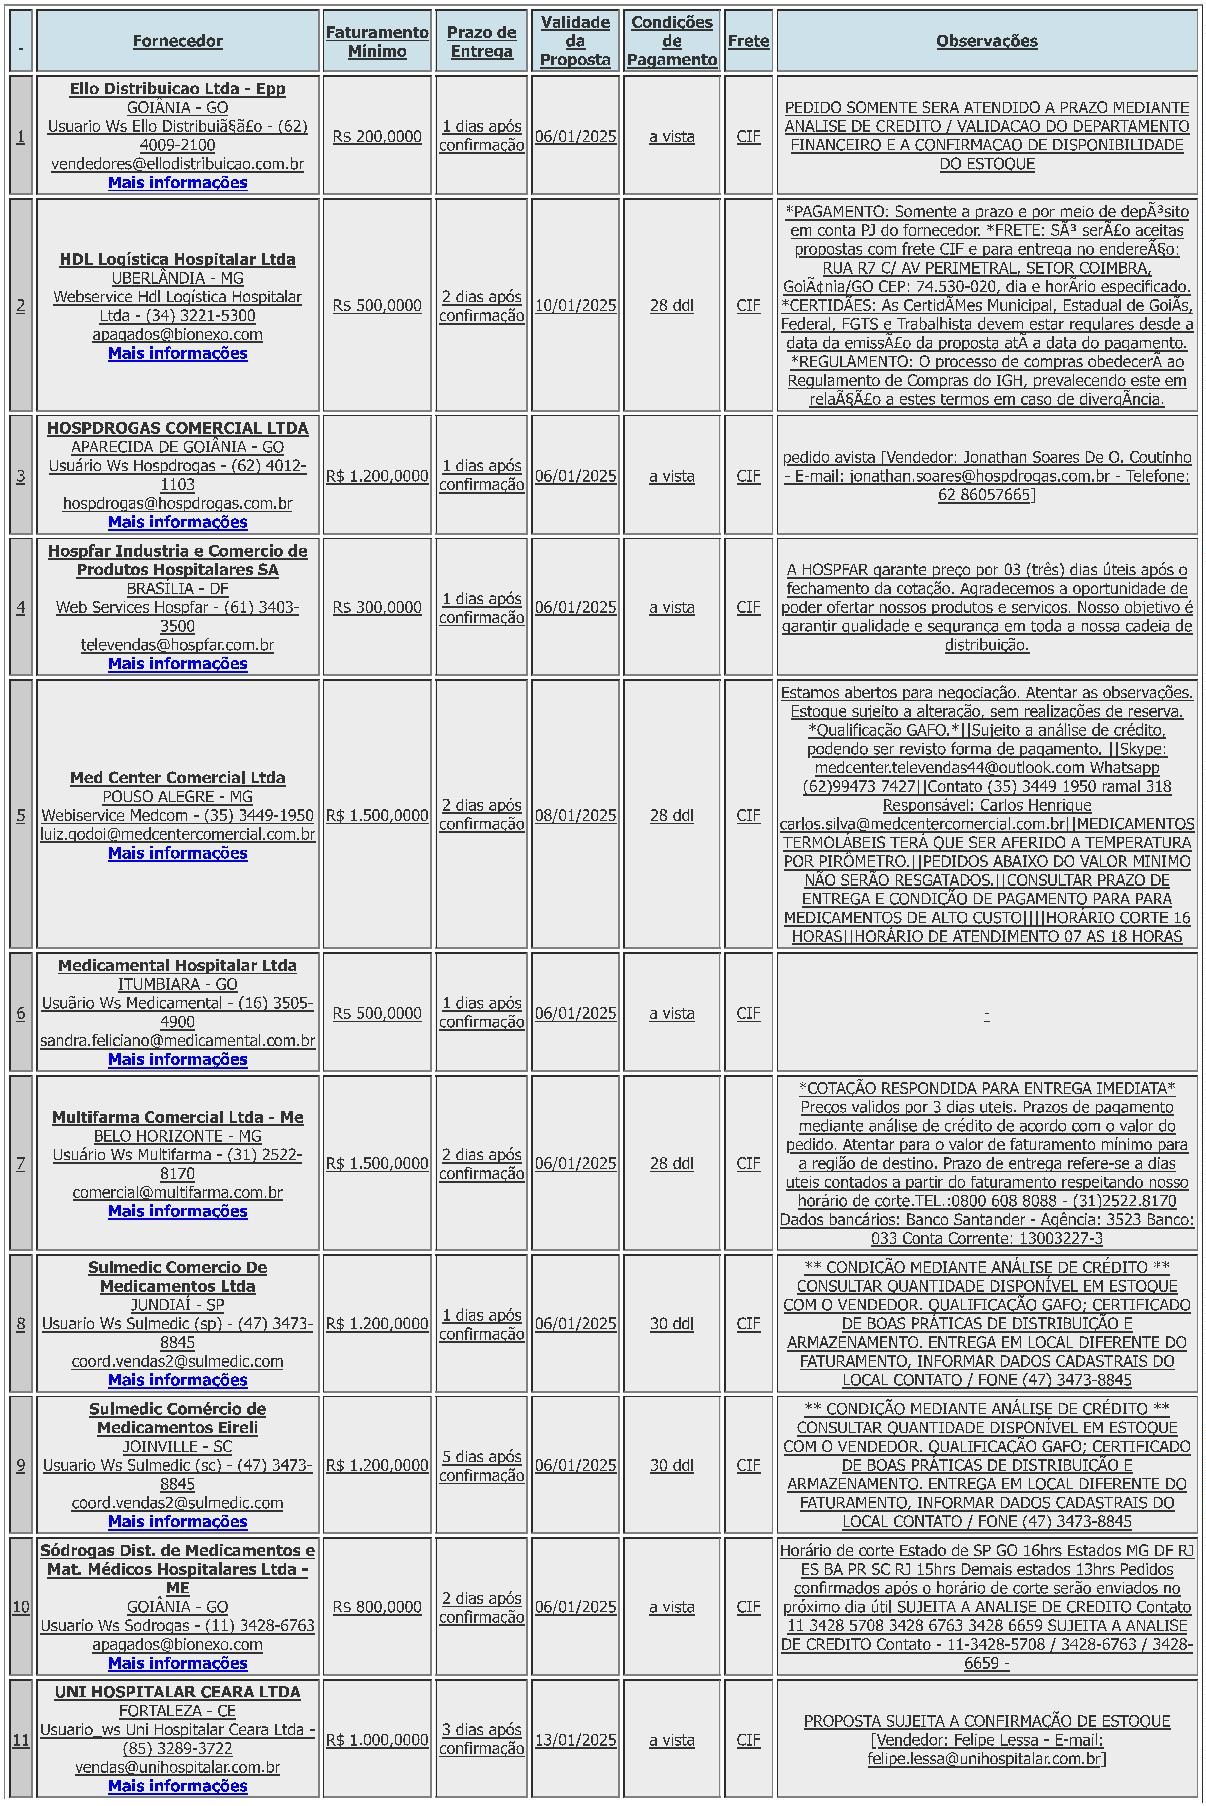 -
Fornecedor
Faturamento
Mínimo
Prazo de
Entrega
Validade
da
Proposta
Condições
de
Pagamento
Frete
Observações
1
Ello Distribuicao Ltda - Epp
GOIÂNIA - GO
Usuario Ws Ello Distribuiã§ã£o - (62)
4009-2100
vendedores@ellodistribuicao.com.br
Mais informações
R$ 200,0000
1 dias após
confirmação
06/01/2025
a vista
CIF
PEDIDO SOMENTE SERA ATENDIDO A PRAZO MEDIANTE
ANALISE DE CREDITO / VALIDACAO DO DEPARTAMENTO
FINANCEIRO E A CONFIRMACAO DE DISPONIBILIDADE
DO ESTOQUE
2
HDL Logística Hospitalar Ltda
UBERLÂNDIA - MG
Webservice Hdl Logística Hospitalar
Ltda - (34) 3221-5300
apagados@bionexo.com
Mais informações
R$ 500,0000
2 dias após
confirmação
10/01/2025
28 ddl
CIF
*PAGAMENTO: Somente a prazo e por meio de depÃ³sito
em conta PJ do fornecedor. *FRETE: SÃ³ serÃ£o aceitas
propostas com frete CIF e para entrega no endereÃ§o:
RUA R7 C/ AV PERIMETRAL, SETOR COIMBRA,
GoiÃ¢nia/GO CEP: 74.530-020, dia e horÃrio especificado.
*CERTIDÃES: As CertidÃMes Municipal, Estadual de GoiÃs,
Federal, FGTS e Trabalhista devem estar regulares desde a
data da emissÃ£o da proposta atÃ a data do pagamento.
*REGULAMENTO: O processo de compras obedecerÃ ao
Regulamento de Compras do IGH, prevalecendo este em
relaÃ§Ã£o a estes termos em caso de divergÃncia.
3
HOSPDROGAS COMERCIAL LTDA
APARECIDA DE GOIÂNIA - GO
Usuário Ws Hospdrogas - (62) 4012-
1103
hospdrogas@hospdrogas.com.br
Mais informações
R$ 1.200,0000
1 dias após
confirmação
06/01/2025
a vista
CIF
pedido avista [Vendedor: Jonathan Soares De O. Coutinho
- E-mail: jonathan.soares@hospdrogas.com.br - Telefone:
62 86057665]
4
Hospfar Industria e Comercio de
Produtos Hospitalares SA
BRASÍLIA - DF
Web Services Hospfar - (61) 3403-
3500
televendas@hospfar.com.br
Mais informações
R$ 300,0000
1 dias após
confirmação
06/01/2025
a vista
CIF
A HOSPFAR garante preço por 03 (três) dias úteis após o
fechamento da cotação. Agradecemos a oportunidade de
poder ofertar nossos produtos e serviços. Nosso objetivo é
garantir qualidade e segurança em toda a nossa cadeia de
distribuição.
5
Med Center Comercial Ltda
POUSO ALEGRE - MG
Webiservice Medcom - (35) 3449-1950
luiz.godoi@medcentercomercial.com.br
Mais informações
R$ 1.500,0000
2 dias após
confirmação
08/01/2025
28 ddl
CIF
Estamos abertos para negociação. Atentar as observações.
Estoque sujeito a alteração, sem realizações de reserva.
*Qualificação GAFO.*||Sujeito a análise de crédito,
podendo ser revisto forma de pagamento. ||Skype:
medcenter.televendas44@outlook.com Whatsapp
(62)99473 7427||Contato (35) 3449 1950 ramal 318
Responsável: Carlos Henrique
carlos.silva@medcentercomercial.com.br||MEDICAMENTOS
TERMOLÁBEIS TERÁ QUE SER AFERIDO A TEMPERATURA
POR PIRÔMETRO.||PEDIDOS ABAIXO DO VALOR MINIMO
NÃO SERÃO RESGATADOS.||CONSULTAR PRAZO DE
ENTREGA E CONDIÇÃO DE PAGAMENTO PARA PARA
MEDICAMENTOS DE ALTO CUSTO||||HORÁRIO CORTE 16
HORAS||HORÁRIO DE ATENDIMENTO 07 AS 18 HORAS
6
Medicamental Hospitalar Ltda
ITUMBIARA - GO
Usuãrio Ws Medicamental - (16) 3505-
4900
sandra.feliciano@medicamental.com.br
Mais informações
R$ 500,0000
1 dias após
confirmação
06/01/2025
a vista
CIF
-
7
Multifarma Comercial Ltda - Me
BELO HORIZONTE - MG
Usuário Ws Multifarma - (31) 2522-
8170
comercial@multifarma.com.br
Mais informações
R$ 1.500,0000
2 dias após
confirmação
06/01/2025
28 ddl
CIF
*COTAÇÃO RESPONDIDA PARA ENTREGA IMEDIATA*
Preços validos por 3 dias uteis. Prazos de pagamento
mediante análise de crédito de acordo com o valor do
pedido. Atentar para o valor de faturamento mínimo para
a região de destino. Prazo de entrega refere-se a dias
uteis contados a partir do faturamento respeitando nosso
horário de corte.TEL.:0800 608 8088 - (31)2522.8170
Dados bancários: Banco Santander - Agência: 3523 Banco:
033 Conta Corrente: 13003227-3
8
Sulmedic Comercio De
Medicamentos Ltda
JUNDIAÍ - SP
Usuario Ws Sulmedic (sp) - (47) 3473-
8845
coord.vendas2@sulmedic.com
Mais informações
R$ 1.200,0000
1 dias após
confirmação
06/01/2025
30 ddl
CIF
** CONDIÇÃO MEDIANTE ANÁLISE DE CRÉDITO **
CONSULTAR QUANTIDADE DISPONÍVEL EM ESTOQUE
COM O VENDEDOR. QUALIFICAÇÃO GAFO; CERTIFICADO
DE BOAS PRÁTICAS DE DISTRIBUIÇÃO E
ARMAZENAMENTO. ENTREGA EM LOCAL DIFERENTE DO
FATURAMENTO, INFORMAR DADOS CADASTRAIS DO
LOCAL CONTATO / FONE (47) 3473-8845
9
Sulmedic Comércio de
Medicamentos Eireli
JOINVILLE - SC
Usuario Ws Sulmedic (sc) - (47) 3473-
8845
coord.vendas2@sulmedic.com
Mais informações
R$ 1.200,0000
5 dias após
confirmação
06/01/2025
30 ddl
CIF
** CONDIÇÃO MEDIANTE ANÁLISE DE CRÉDITO **
CONSULTAR QUANTIDADE DISPONÍVEL EM ESTOQUE
COM O VENDEDOR. QUALIFICAÇÃO GAFO; CERTIFICADO
DE BOAS PRÁTICAS DE DISTRIBUIÇÃO E
ARMAZENAMENTO. ENTREGA EM LOCAL DIFERENTE DO
FATURAMENTO, INFORMAR DADOS CADASTRAIS DO
LOCAL CONTATO / FONE (47) 3473-8845
10
Sódrogas Dist. de Medicamentos e
Mat. Médicos Hospitalares Ltda -
ME
GOIÂNIA - GO
Usuario Ws Sodrogas - (11) 3428-6763
apagados@bionexo.com
Mais informações
R$ 800,0000
2 dias após
confirmação
06/01/2025
a vista
CIF
Horário de corte Estado de SP GO 16hrs Estados MG DF RJ
ES BA PR SC RJ 15hrs Demais estados 13hrs Pedidos
confirmados após o horário de corte serão enviados no
próximo dia útil SUJEITA A ANALISE DE CREDITO Contato
11 3428 5708 3428 6763 3428 6659 SUJEITA A ANALISE
DE CREDITO Contato - 11-3428-5708 / 3428-6763 / 3428-
6659 -
11
UNI HOSPITALAR CEARA LTDA
FORTALEZA - CE
Usuario_ws Uni Hospitalar Ceara Ltda -
(85) 3289-3722
vendas@unihospitalar.com.br
Mais informações
R$ 1.000,0000
3 dias após
confirmação
13/01/2025
a vista
CIF
PROPOSTA SUJEITA A CONFIRMAÇÃO DE ESTOQUE
[Vendedor: Felipe Lessa - E-mail:
felipe.lessa@unihospitalar.com.br]